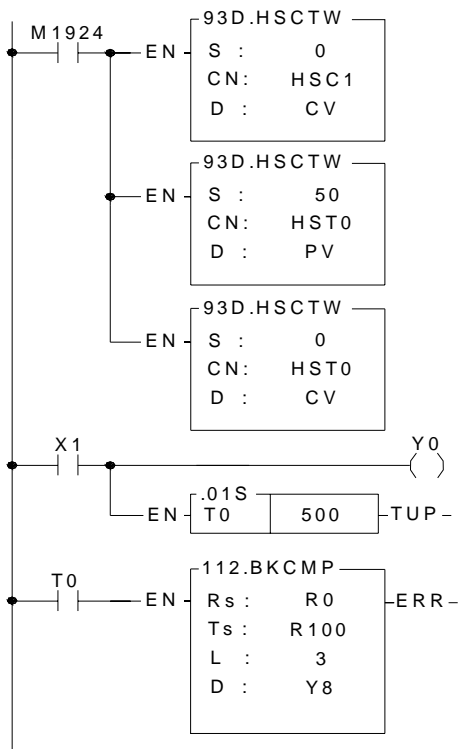 93D.HSCTW
M1924
EN S : 0
CN: HSC1
D : CV
93D.HSCTW
EN S : 50
CN: HST0
D : PV
93D.HSCTW
EN S : 0
CN: HST0
D : CV
X1 Y0
( )
.01S
EN T0 500 TUP
112.BKCMP
T0 EN Rs: R0 ERR
Ts: R100
L : 3
D : Y8